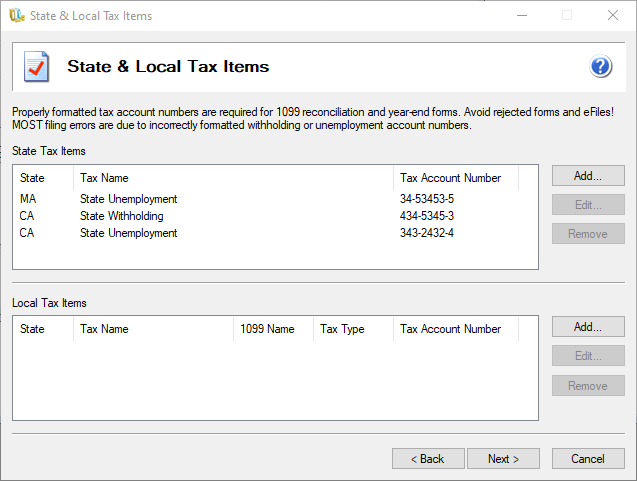 State & Local Tax Items
State & Local Tax Items
?
Properly formatted tax account numbers are required for 1099 reconciliation and year-end forms. Avoid rejected forms and eFiles!
MOST filing errors are due to incorrectly formatted withholding or unemployment account numbers.
State Tax Items
State Tax Name Tax Account Number
MA State Unemployment 34-53453-5
CA State Withholding 434-5345-3
CA State Unemployment 343-2432-4
Add...
Edit...
Remove
Local Tax Items
State Tax Name 1099 Name Tax Type Tax Account Number
Add...
Edit...
Remove
< Back Next > Cancel